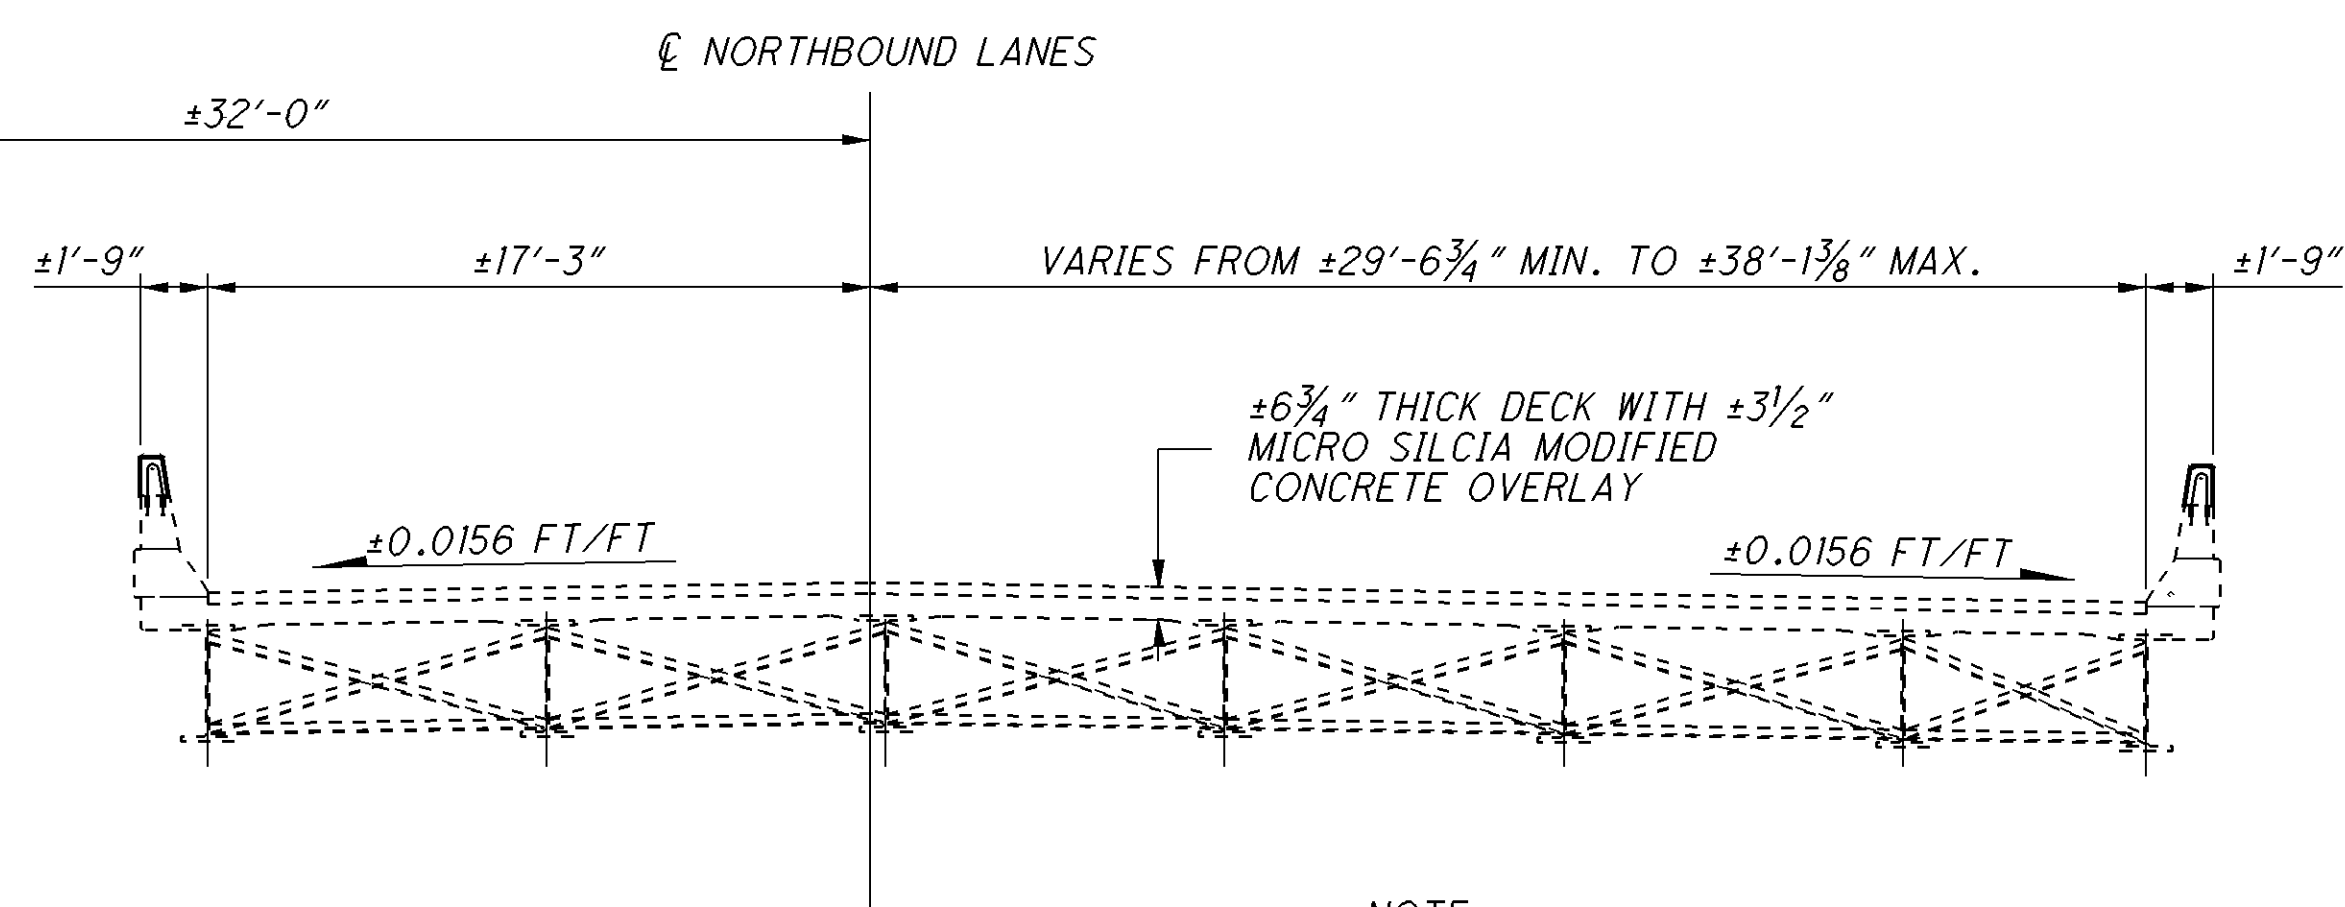 ℄ NORTHBOUND LANES
±32'-0"
±1'-9"
±17'-3"
VARIES FROM ±29'-6¾" MIN. TO ±38'-1⅜" MAX.
±1'-9"
±6¾" THICK DECK WITH ±3½"
MICRO SILCIA MODIFIED
CONCRETE OVERLAY
±0.0156 FT/FT
±0.0156 FT/FT
NOTE